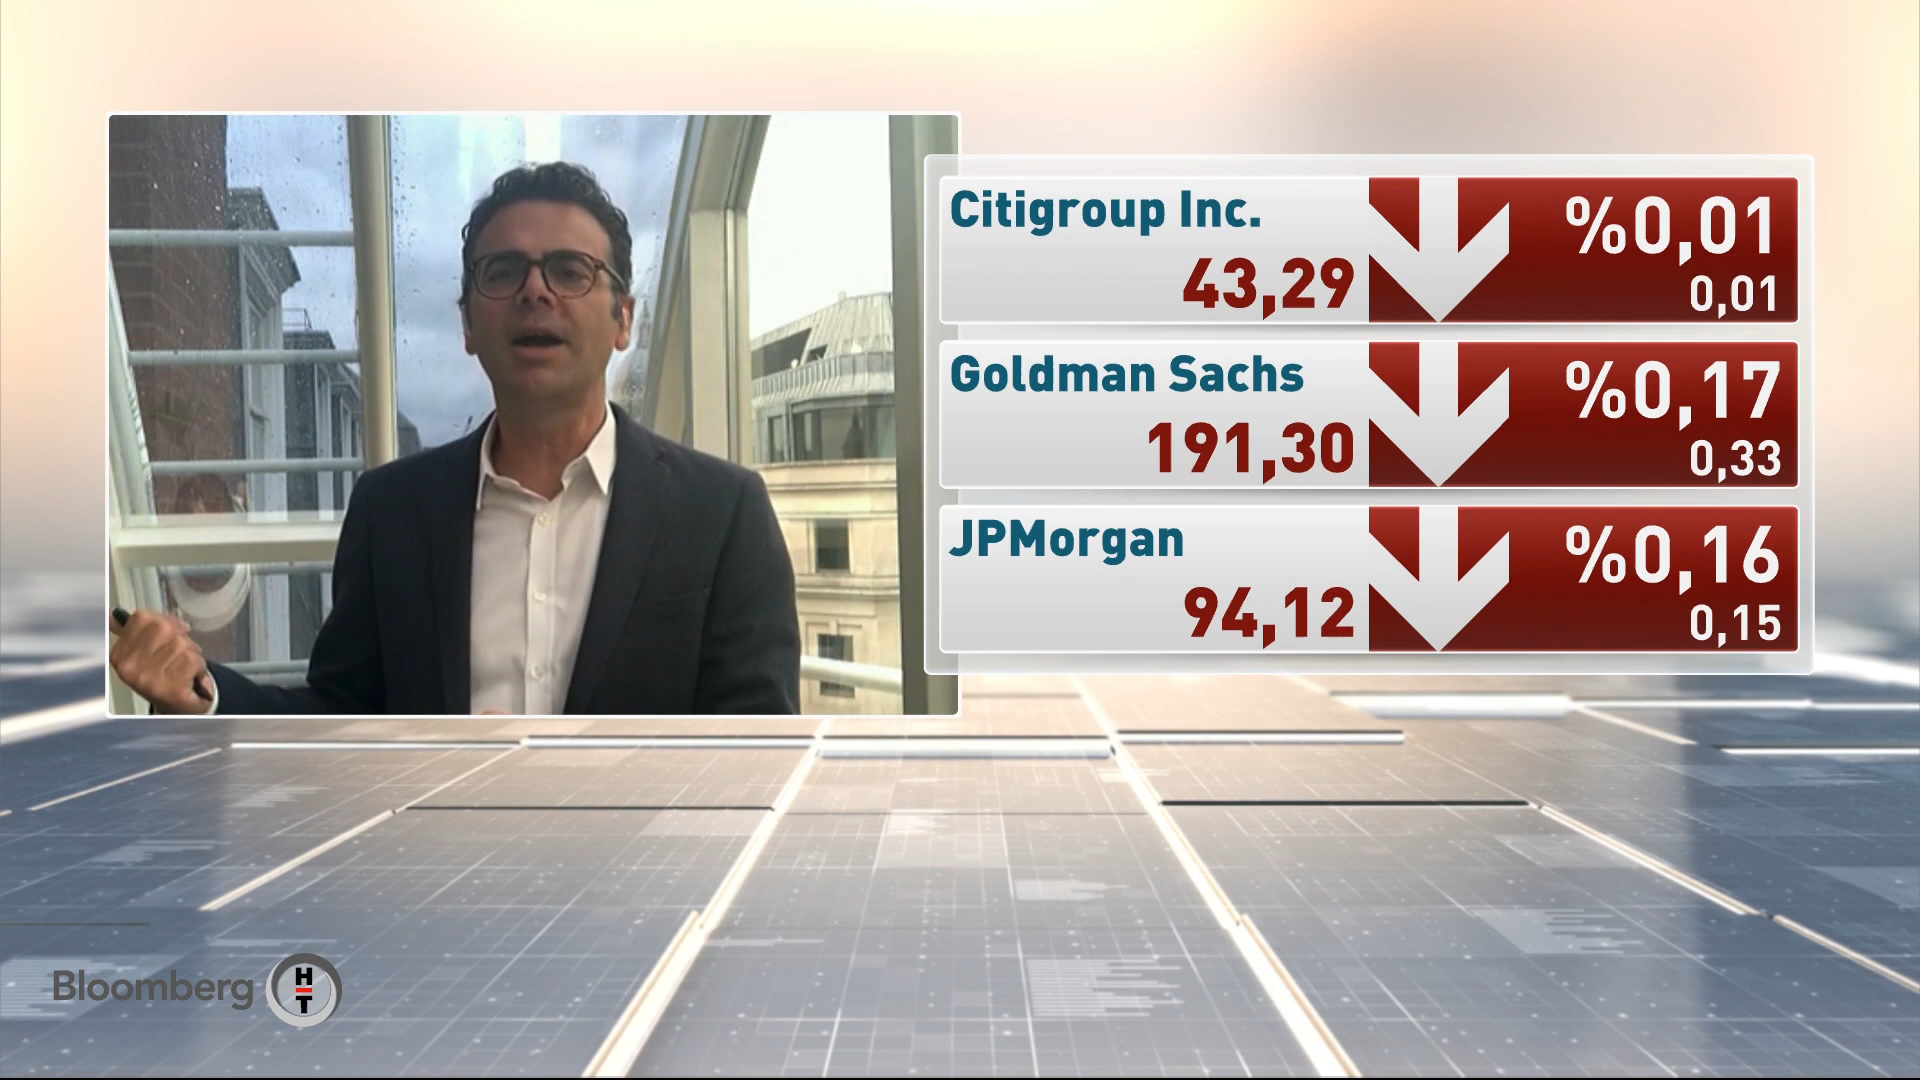 Citigroup Inc.
43,29
%0,01
0,01
Goldman Sachs
191,30
%0,17
0,33
JPMorgan
94,12
%0,16
0,15
Bloomberg HT